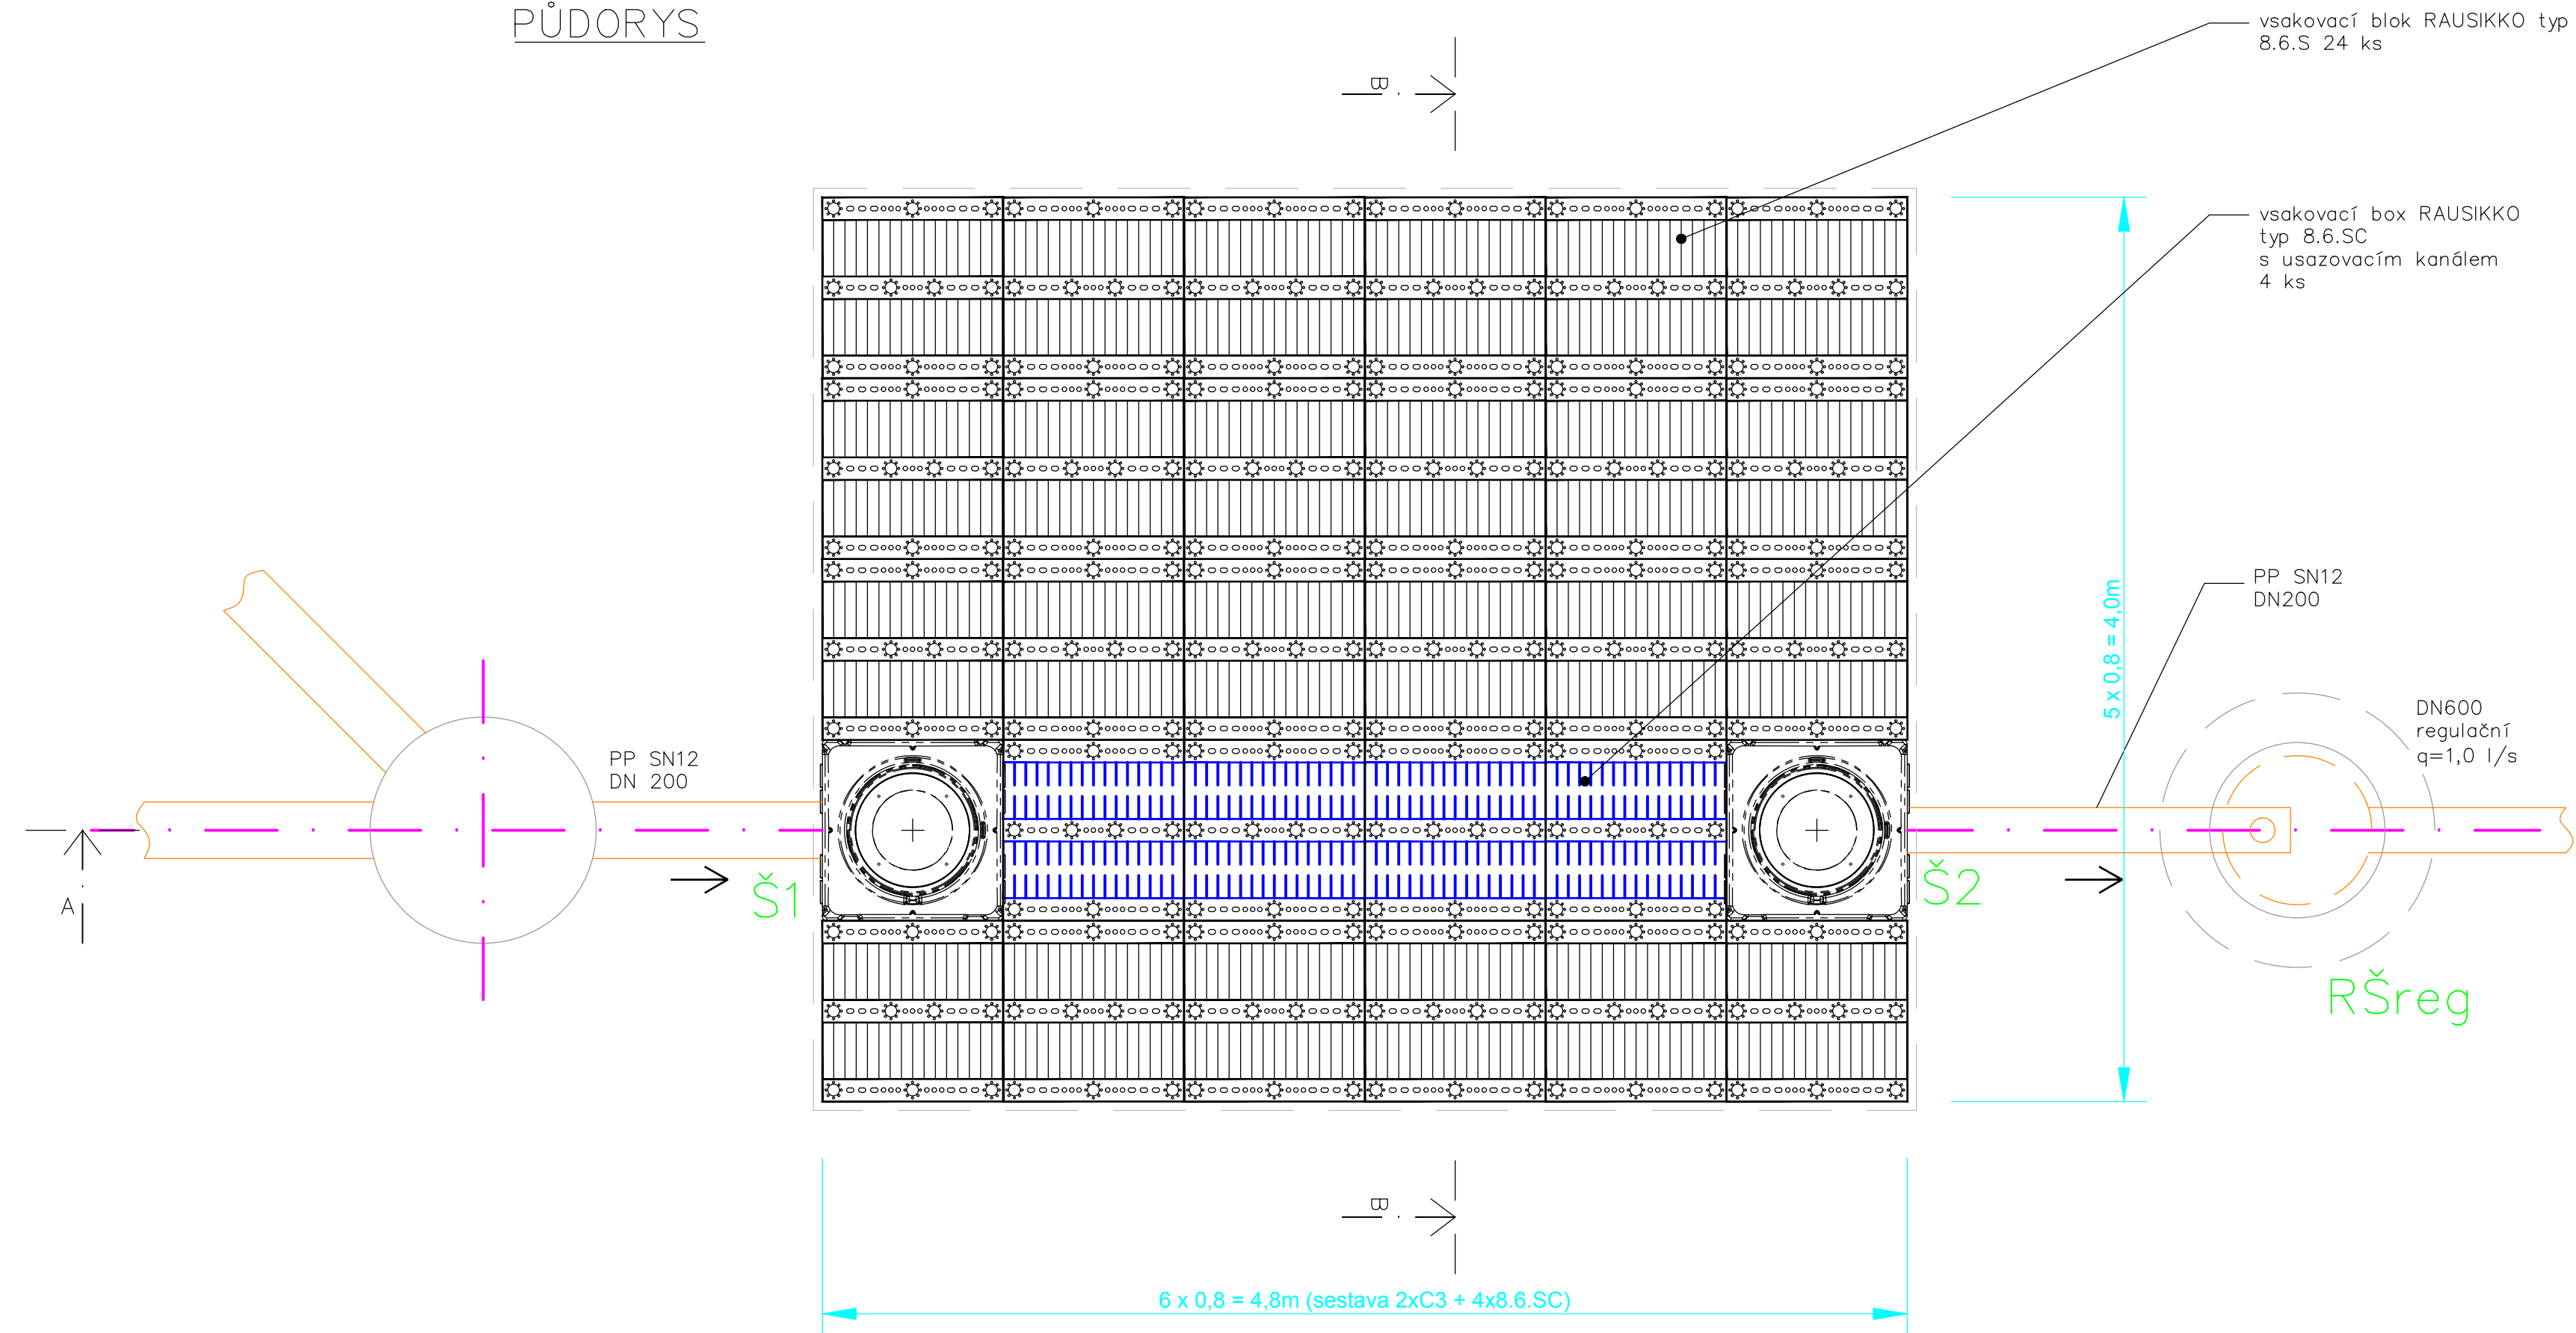 PŮDORYS
vsakovací blok RAUSIKKO typ
8.6.S 24 ks
B
vsakovací box RAUSIKKO
typ 8.6.SC
s usazovacím kanálem
4 ks
5 x 0,8 = 4,0m
PP SN12
DN200
DN600
regulační
q=1,0 l/s
PP SN12
DN 200
A
Š1
Š2
RŠreg
B
6 x 0,8 = 4,8m (sestava 2xC3 + 4x8.6.SC)